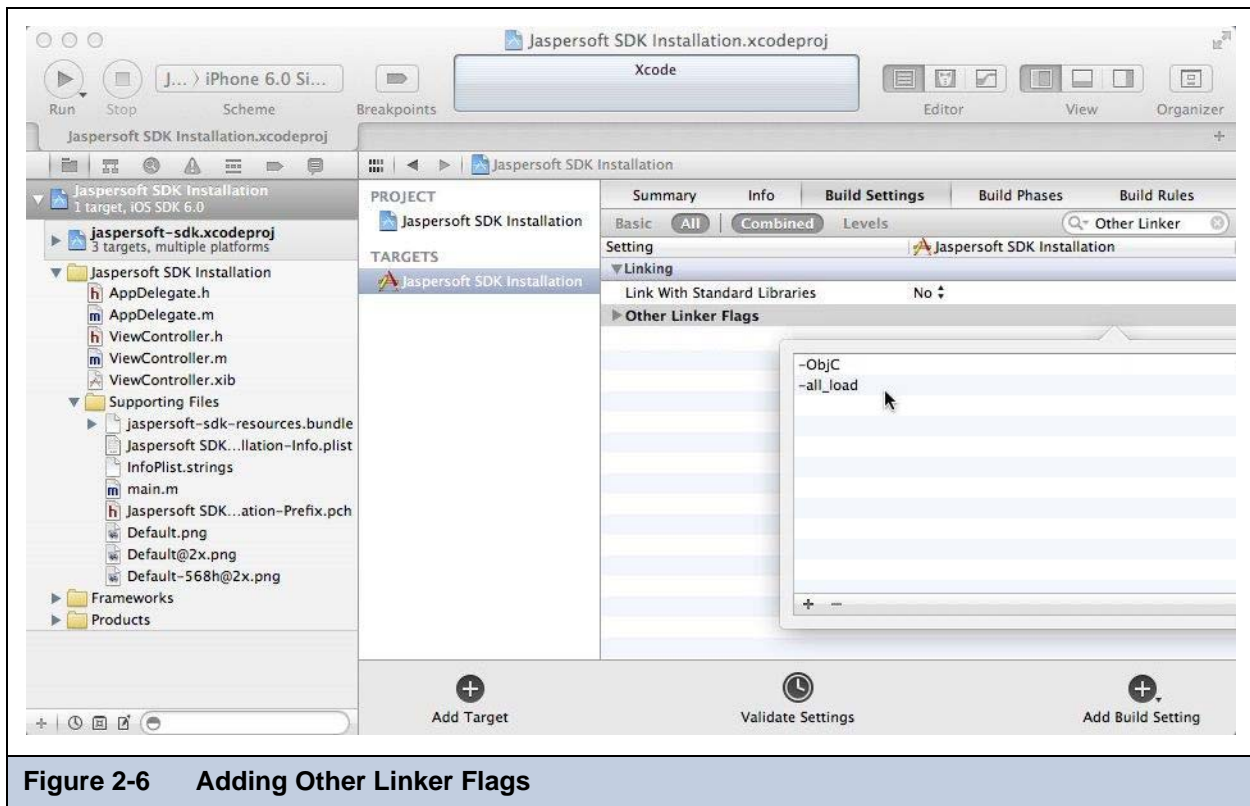 Jaspersoft SDK Installation.xcodeproj
J... ⟩ iPhone 6.0 Si...
Xcode
Run
Stop
Scheme
Breakpoints
Editor
View
Organizer
Jaspersoft SDK Installation.xcodeproj
Jaspersoft SDK Installation
Jaspersoft SDK Installation
1 target, iOS SDK 6.0
jaspersoft-sdk.xcodeproj
3 targets, multiple platforms
Jaspersoft SDK Installation
h AppDelegate.h
m AppDelegate.m
h ViewController.h
m ViewController.m
ViewController.xib
Supporting Files
jaspersoft-sdk-resources.bundle
Jaspersoft SDK...llation-Info.plist
InfoPlist.strings
m main.m
h Jaspersoft SDK...ation-Prefix.pch
Default.png
Default@2x.png
Default-568h@2x.png
Frameworks
Products
PROJECT
Jaspersoft SDK Installation
TARGETS
Jaspersoft SDK Installation
Summary Info Build Settings Build Phases Build Rules
Basic All Combined Levels
Other Linker
Setting
Jaspersoft SDK Installation
Linking
Link With Standard Libraries No
Other Linker Flags
-ObjC
-all_load
Add Target
Validate Settings
Add Build Setting
Figure 2-6 Adding Other Linker Flags